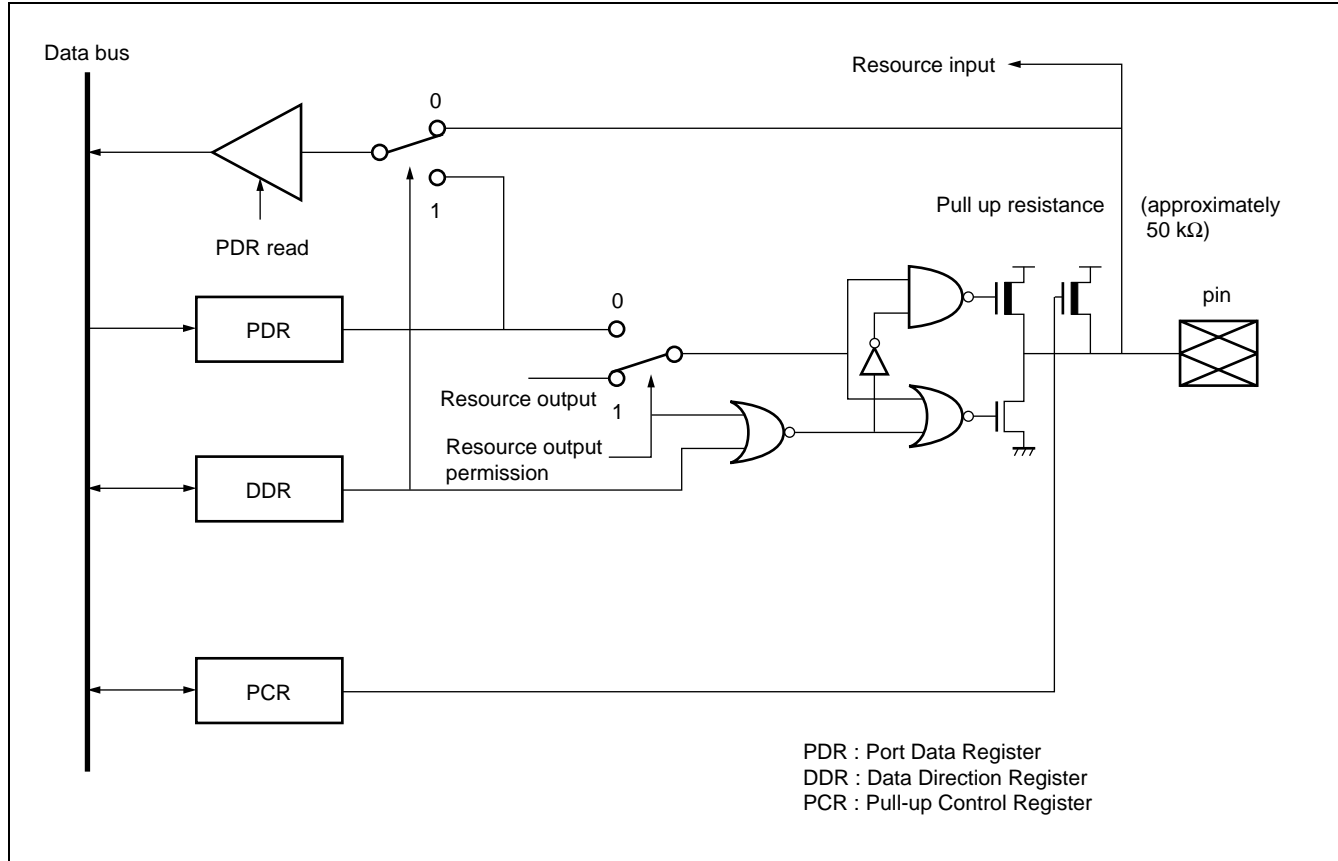 Data bus
Resource input
0
1
PDR read
Pull up resistance
(approximately
50 kΩ)
pin
PDR
0
Resource output
1
Resource output
permission
DDR
PCR
PDR : Port Data Register
DDR : Data Direction Register
PCR : Pull-up Control Register